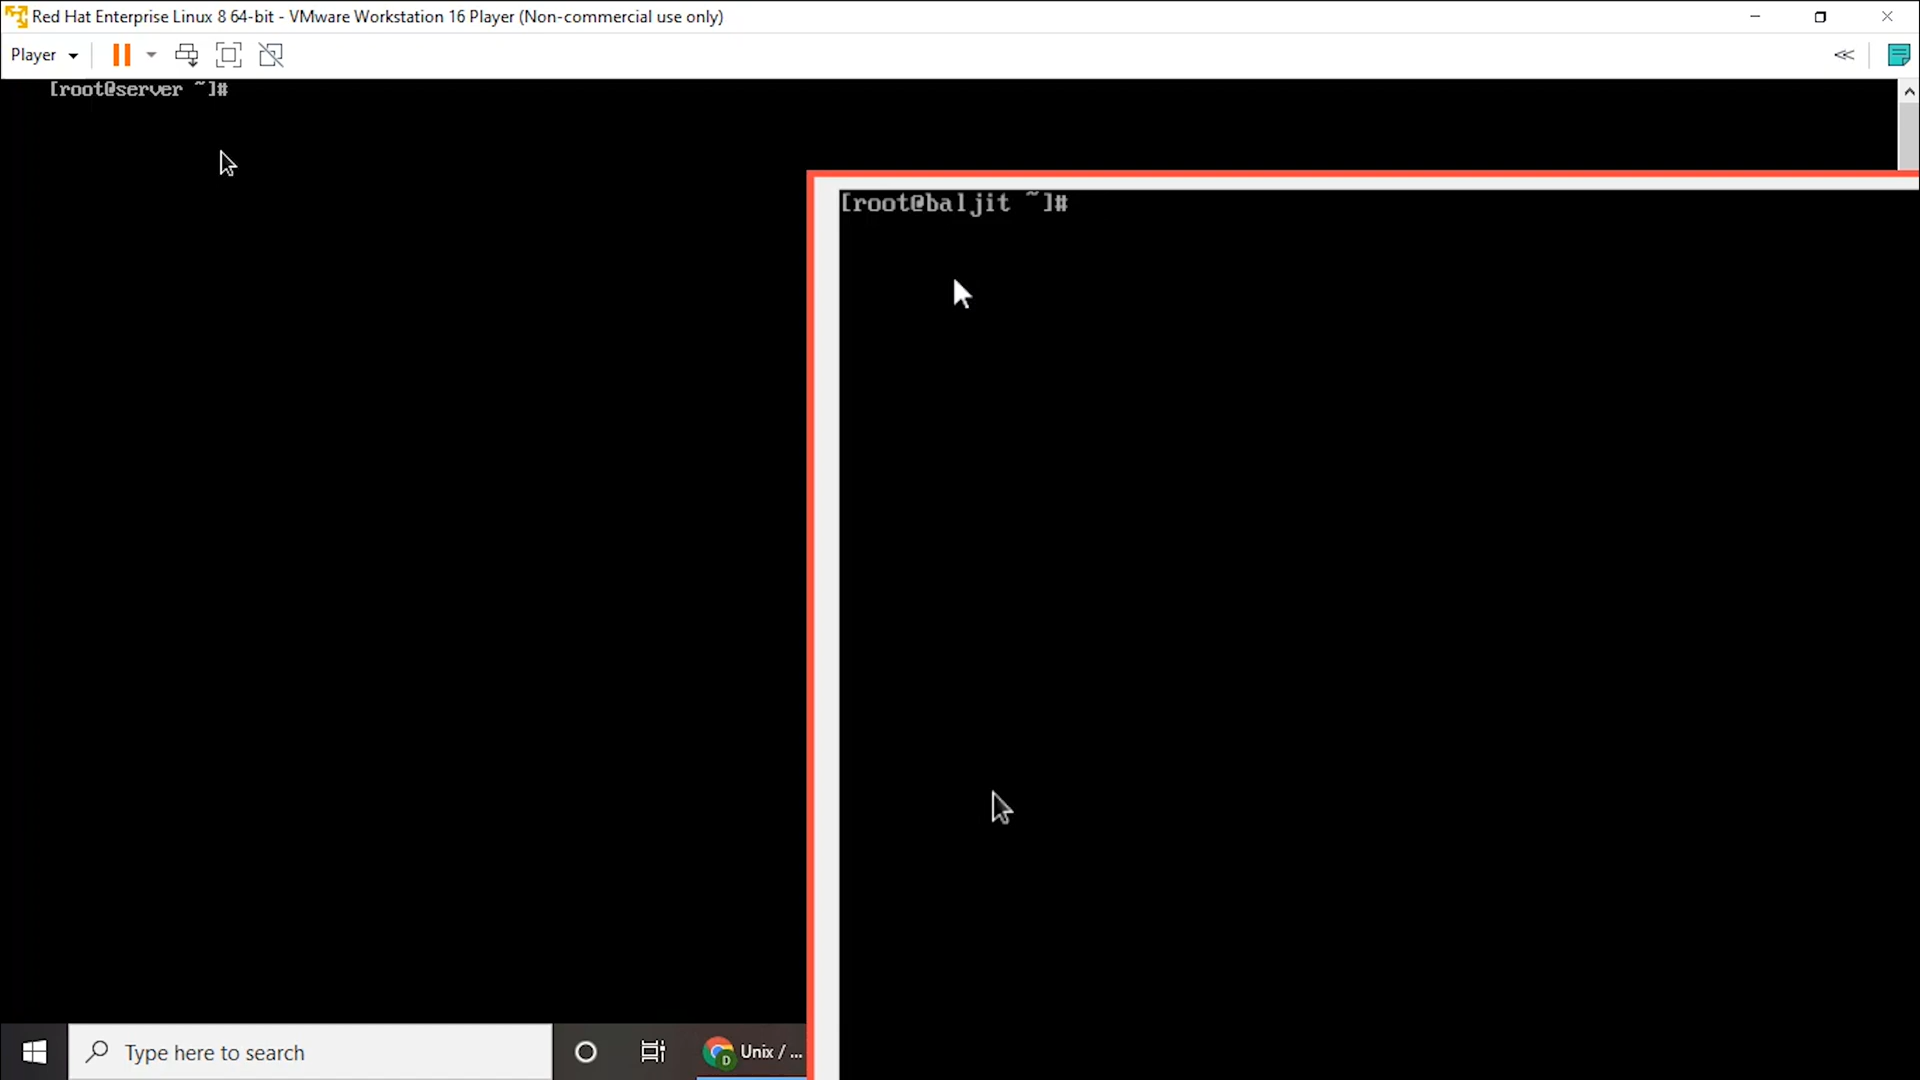 Red Hat Enterprise Linux 8 64-bit - VMware Workstation 16 Player (Non-commercial use only)
Player
[root@server ~]#
[root@baljit ~]#
Type here to search
D
Unix / ...